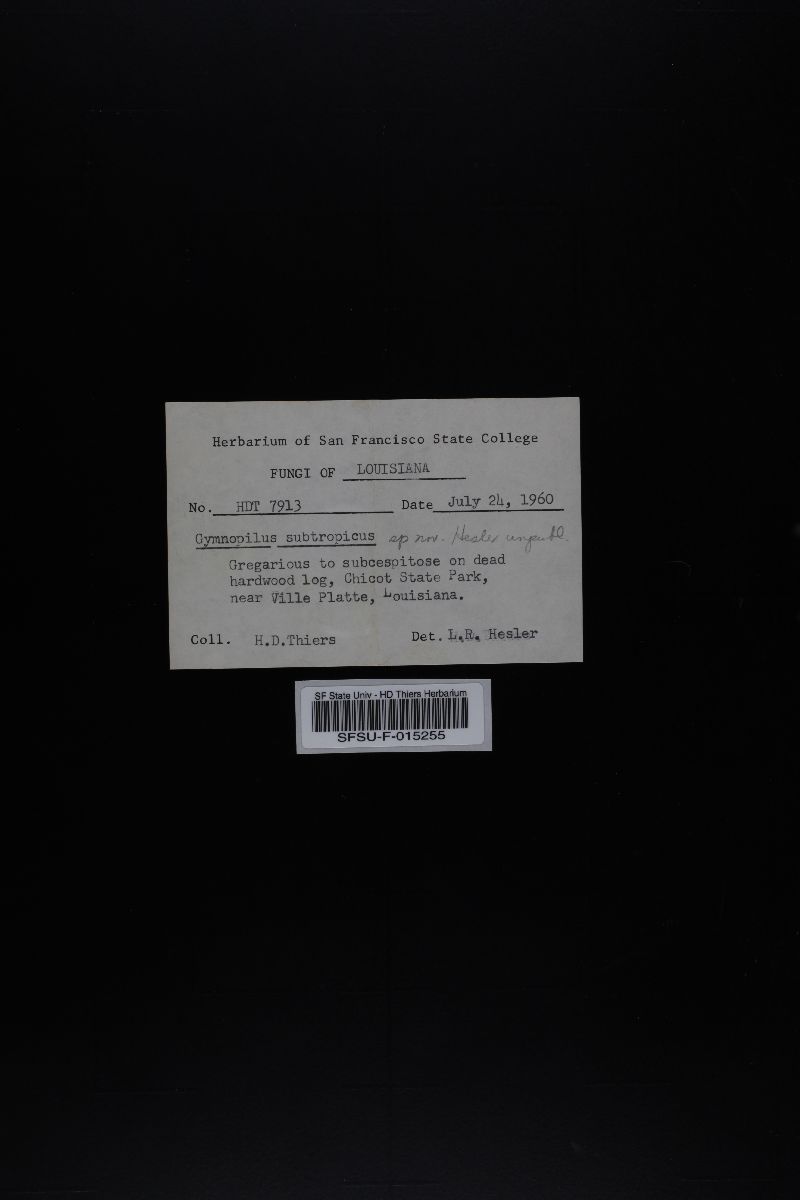 Herbarium of San Francisco State College
FUNGI OF LOUISIANA
No. HDT 7913 Date July 24, 1960
Gymnopilus subtropicus sp nov. Hesler unpubl.
Gregarious to subcespitose on dead
hardwood log, Chicot State Park,
near Ville Platte, Louisiana.
Coll. H.D.Thiers Det. L.R. Hesler
SF State Univ - HD Thiers Herbarium
SFSU-F-015255